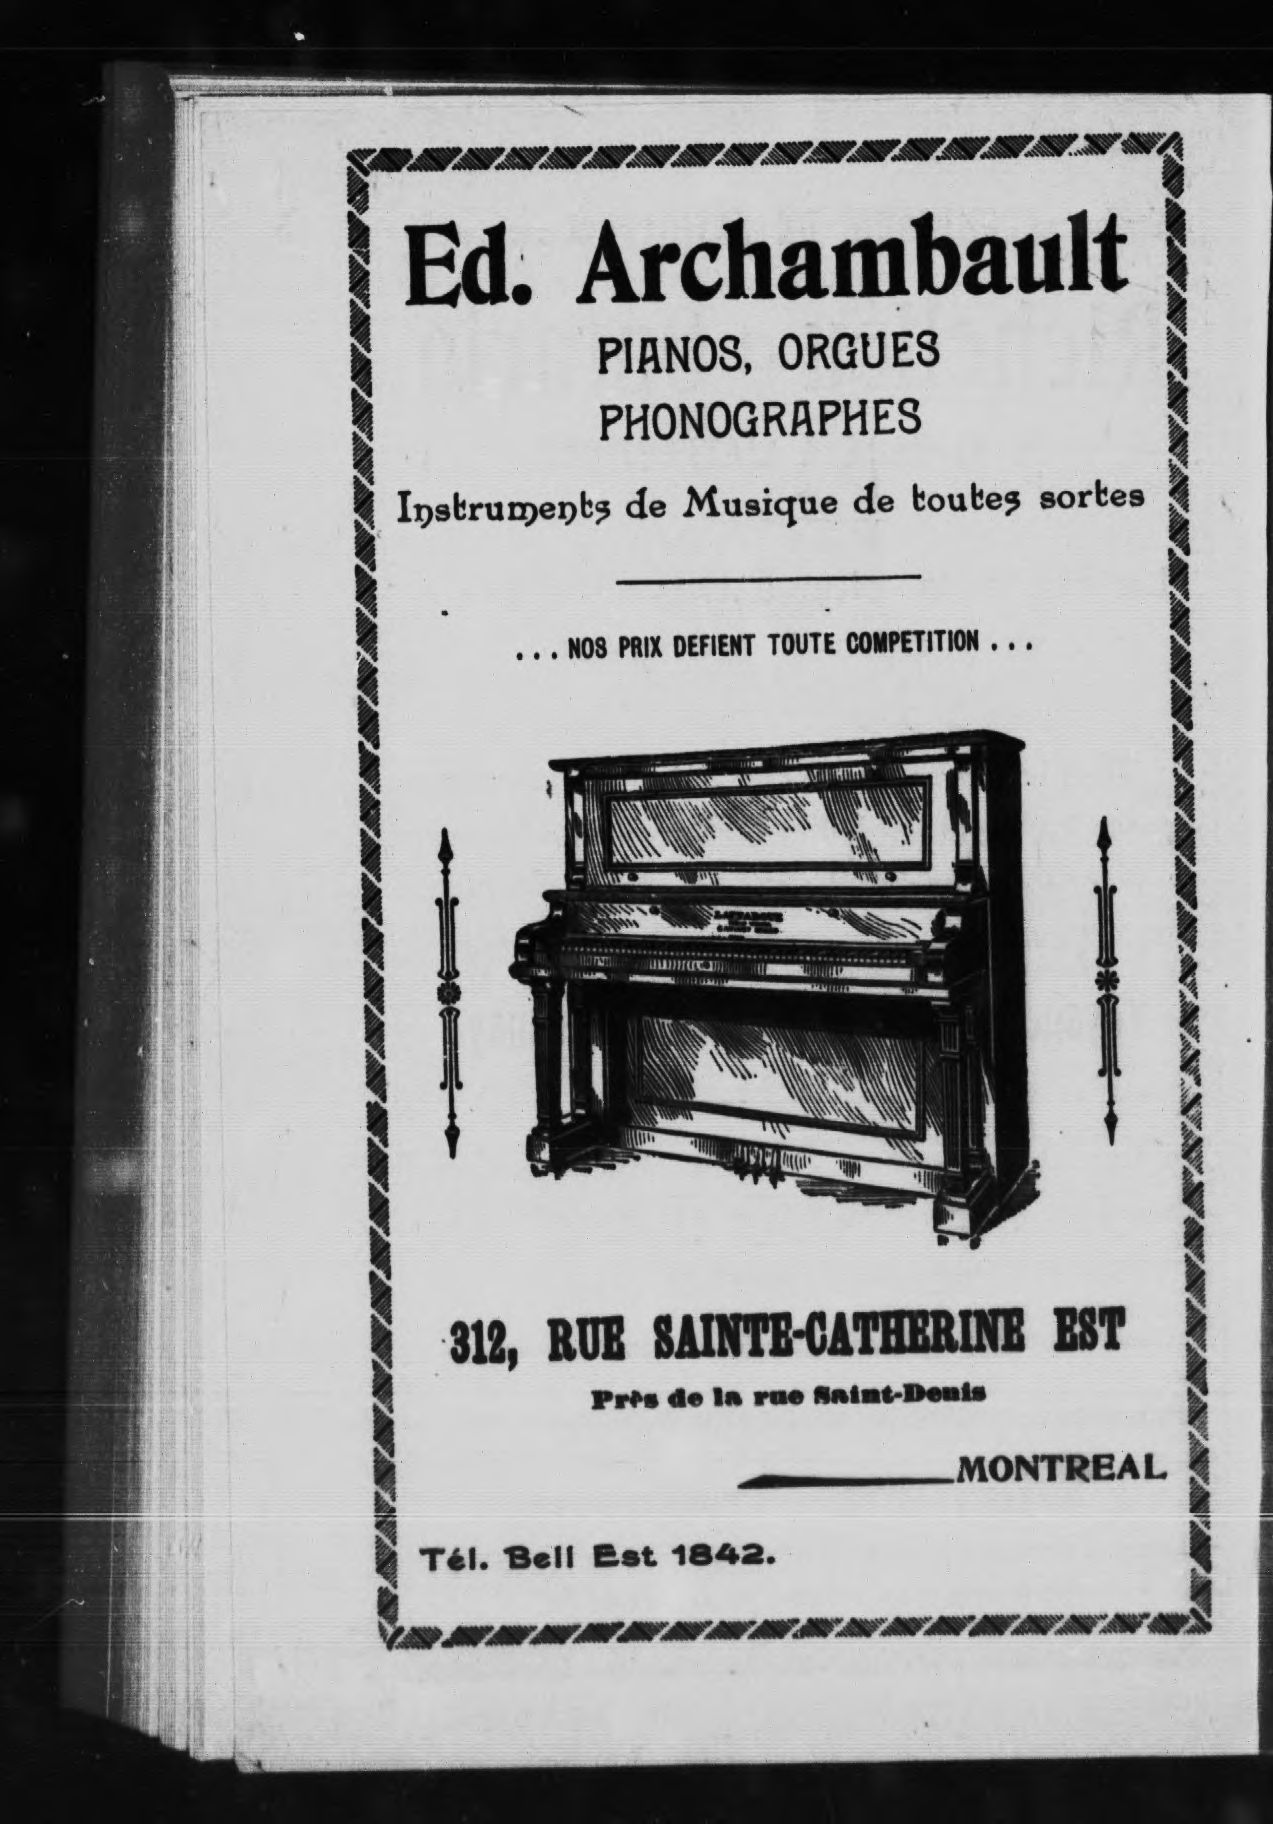 Ed. Archambault
PIANOS, ORGUES
PHONOGRAPHES
Instruments de Musique de toutes sortes
. . . NOS PRIX DEFIENT TOUTE COMPETITION . . .
312, RUE SAINTE-CATHERINE EST
Près de la rue Saint-Denis
MONTREAL
Tél. Bell Est 1842.